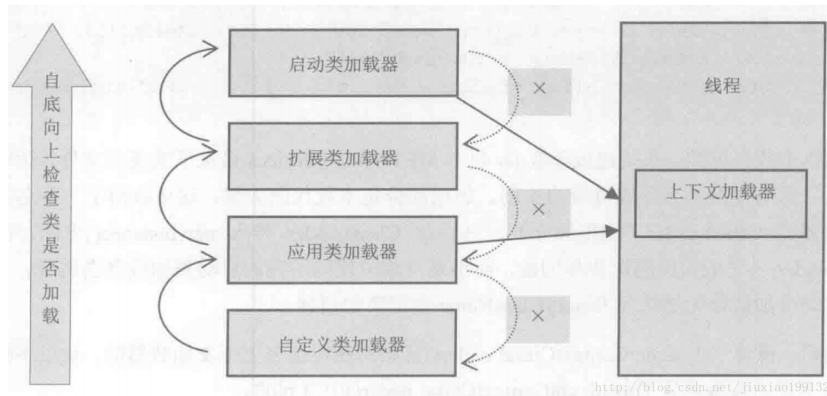 自底向上检查类是否加载
启动类加载器
×
线程
扩展类加载器
上下文加载器
×
应用类加载器
×
自定义类加载器
http://blog.csdn.net/jiuxiao199132